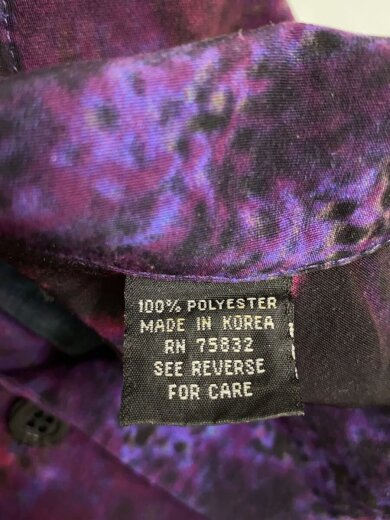 100% POLYESTER
MADE IN KOREA
RN 75832
SEE REVERSE
FOR CARE